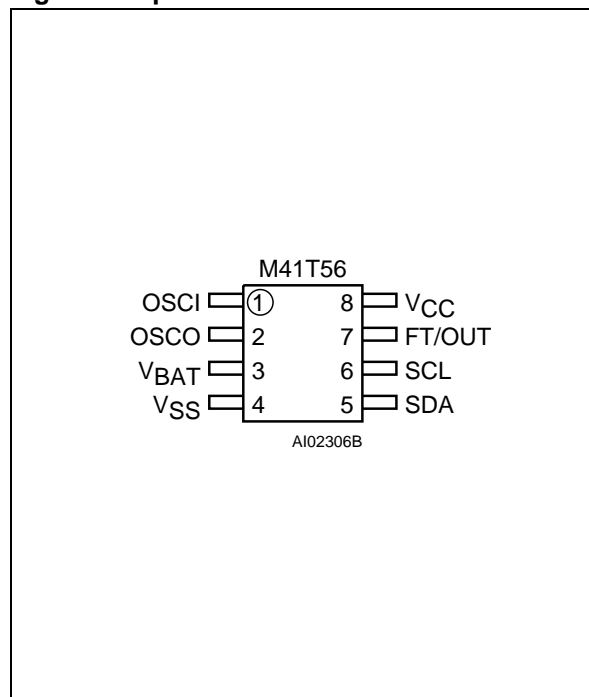 M41T56
OSCI 1 8 VCC
OSCO 2 7 FT/OUT
VBAT 3 6 SCL
VSS 4 5 SDA
AI02306B